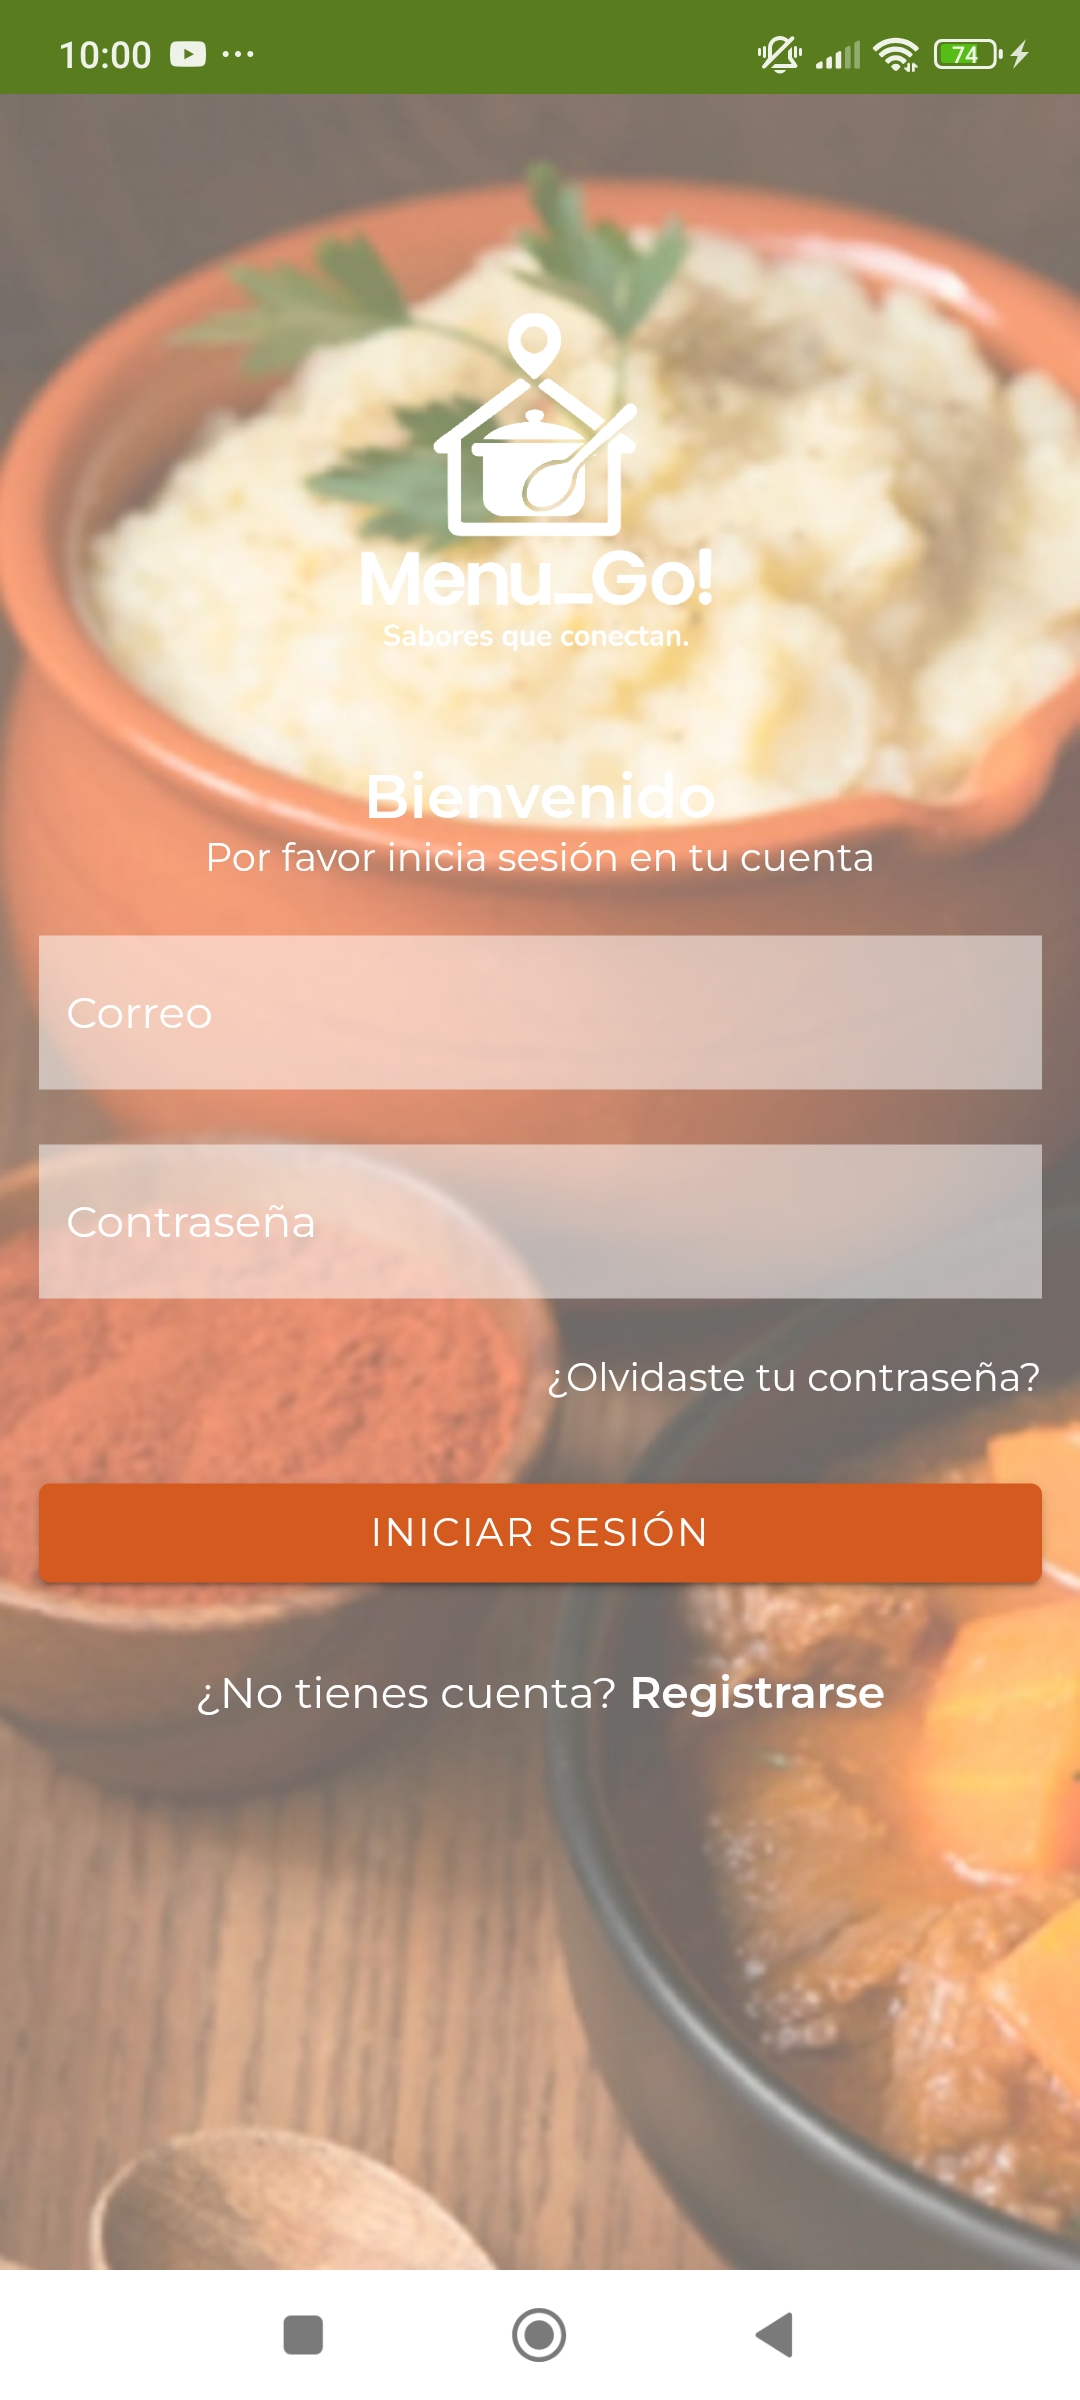 10:00
74
Menu_Go!
Sabores que conectan.
Bienvenido
Por favor inicia sesión en tu cuenta
Correo
Contraseña
¿Olvidaste tu contraseña?
INICIAR SESIÓN
¿No tienes cuenta? Registrarse